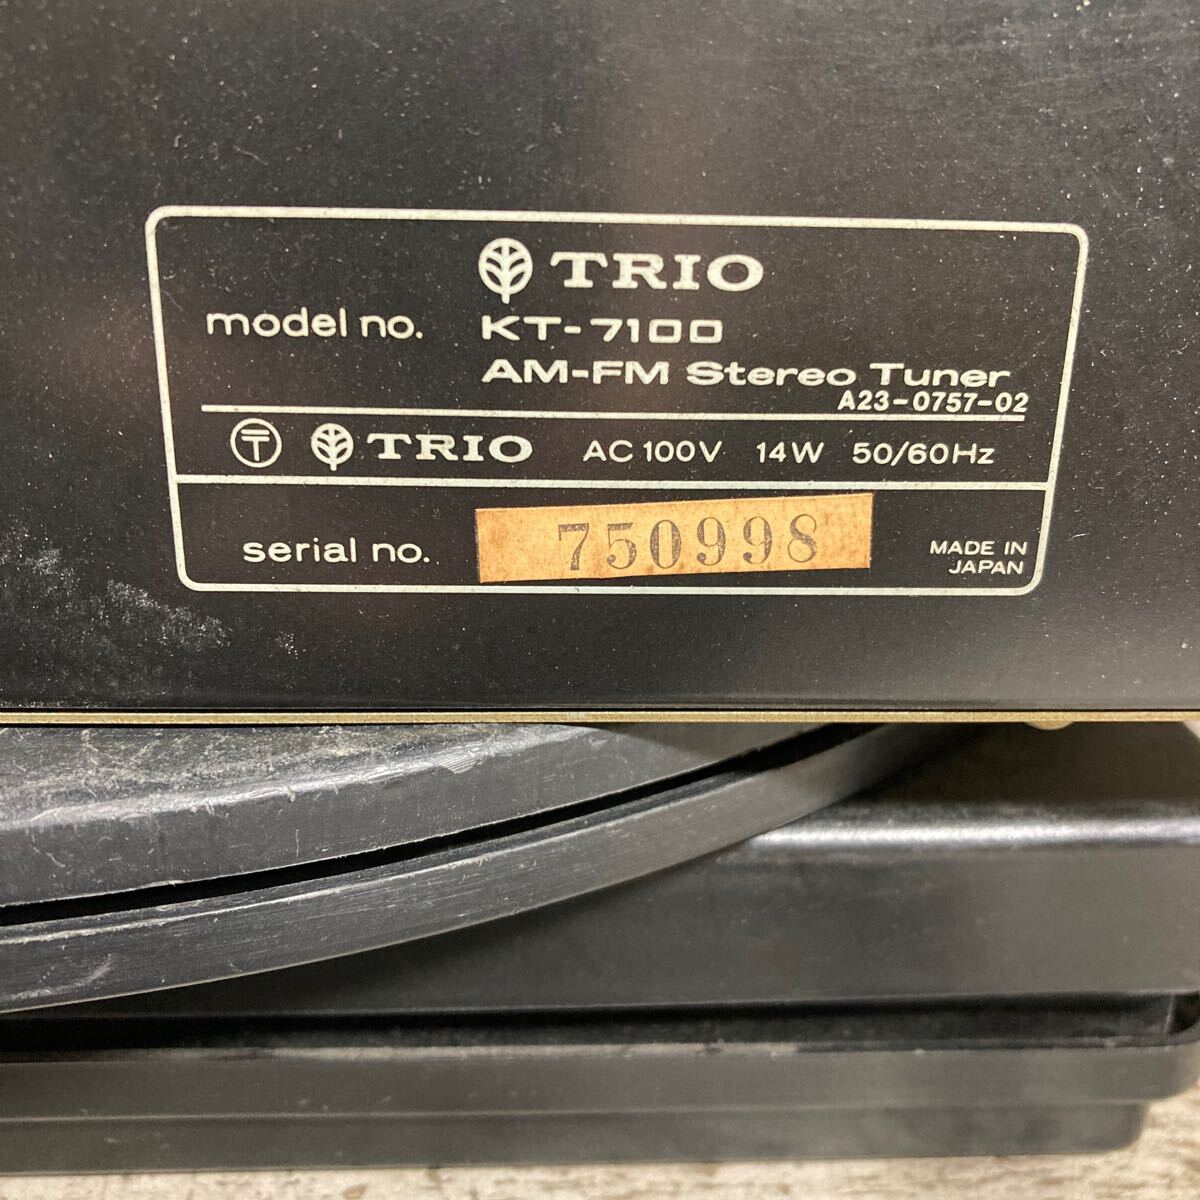 TRIO
model no. KT-7100
AM-FM Stereo Tuner
A23-0757-02
〒 TRIO AC 100V 14W 50/60Hz
serial no. 750998
MADE IN
JAPAN